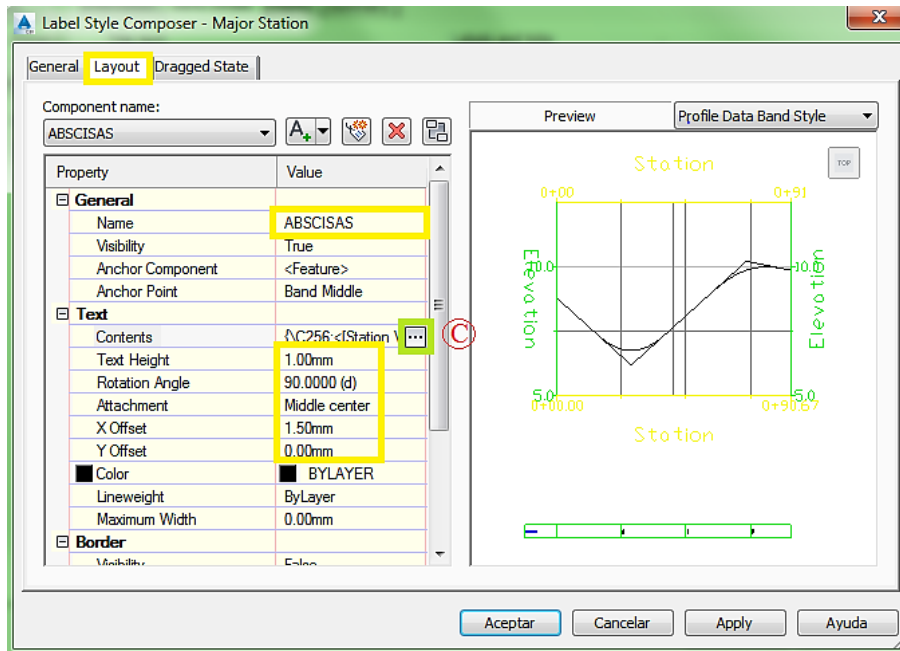 Label Style Composer - Major Station
General Layout Dragged State
Component name:
ABSCISAS
Property Value
General
Name ABSCISAS
Visibility True
Anchor Component <Feature>
Anchor Point Band Middle
Text
Contents {\C256;<[Station V ...
Text Height 1.00mm
Rotation Angle 90.0000 (d)
Attachment Middle center
X Offset 1.50mm
Y Offset 0.00mm
Color BYLAYER
Lineweight ByLayer
Maximum Width 0.00mm
Border
Visibility False
©
Preview Profile Data Band Style
TOP
Station
0+00 0+91
Elevation
10.0 10.0
Elevation
5.0 5.0
0+00.00 0+90.67
Station
Aceptar Cancelar Apply Ayuda